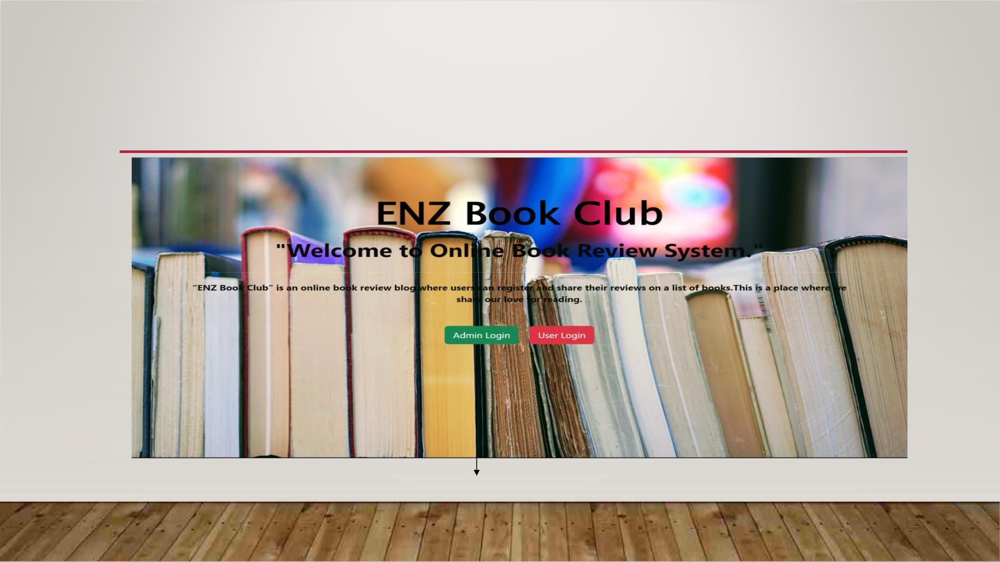 ENZ Book Club
"Welcome to Online Book Review System."
“ENZ Book Club” is an online book review blog where users can register and share their reviews on a list of books.This is a place where we
share our love for reading.
Admin Login User Login